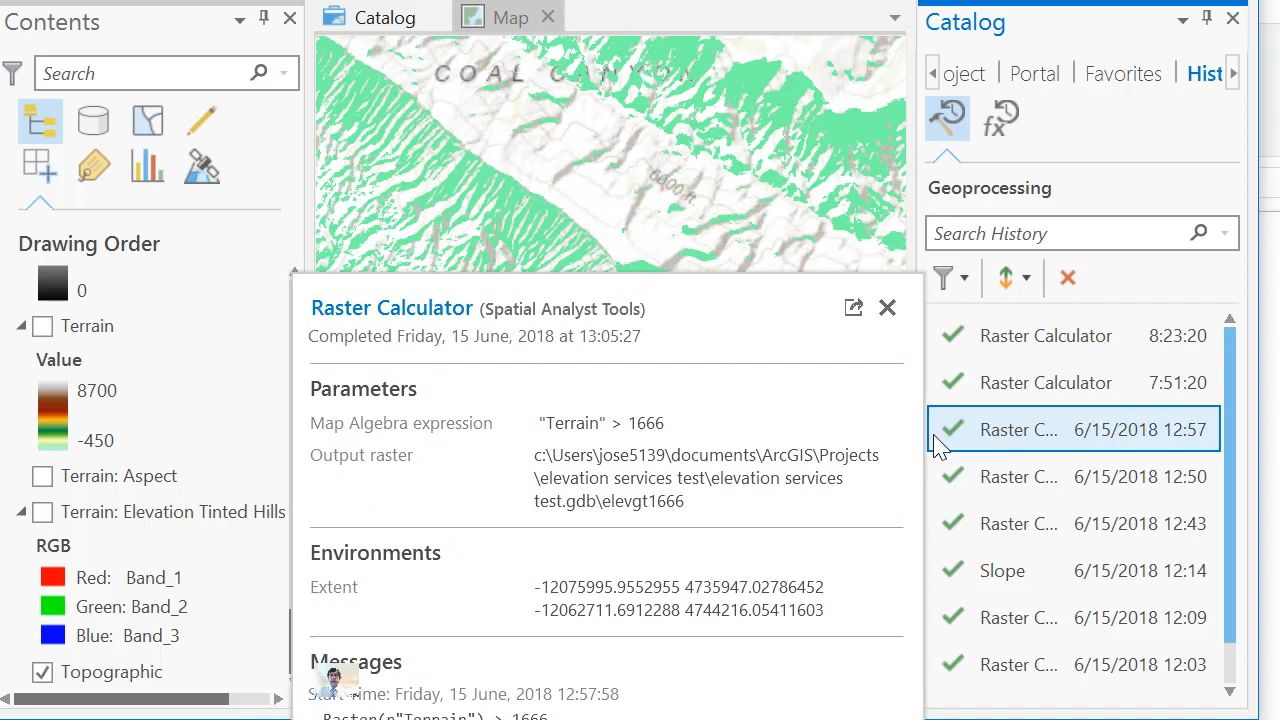 Contents
Search
Drawing Order
0
Terrain
Value
8700
-450
Terrain: Aspect
Terrain: Elevation Tinted Hills
RGB
Red: Band_1
Green: Band_2
Blue: Band_3
Topographic
Catalog
Map
COAL CANYON
6600 ft.
Raster Calculator (Spatial Analyst Tools)
Completed Friday, 15 June, 2018 at 13:05:27
Parameters
Map Algebra expression "Terrain" > 1666
Output raster c:\Users\jose5139\documents\ArcGIS\Projects
\elevation services test\elevation services
test.gdb\elevgt1666
Environments
Extent -12075995.9552955 4735947.02786452
-12062711.6912288 4744216.05411603
Messages
Start Time: Friday, 15 June, 2018 12:57:58
Raster(r"Terrain") > 1666
Catalog
oject Portal Favorites Hist
Geoprocessing
Search History
Raster Calculator 8:23:20
Raster Calculator 7:51:20
Raster C... 6/15/2018 12:57
Raster C... 6/15/2018 12:50
Raster C... 6/15/2018 12:43
Slope 6/15/2018 12:14
Raster C... 6/15/2018 12:09
Raster C... 6/15/2018 12:03